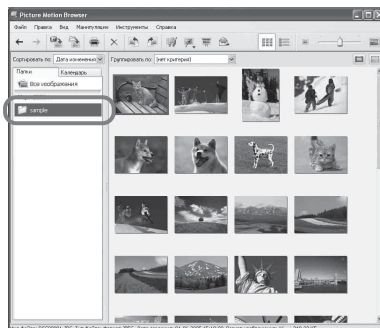 Picture Motion Browser
Файл Правка Вид Манипуляции Инструменты Справка
Сортировать по: Дата изменения Группировать по: (нет критерия)
Папки Календарь
Все изображения
sample